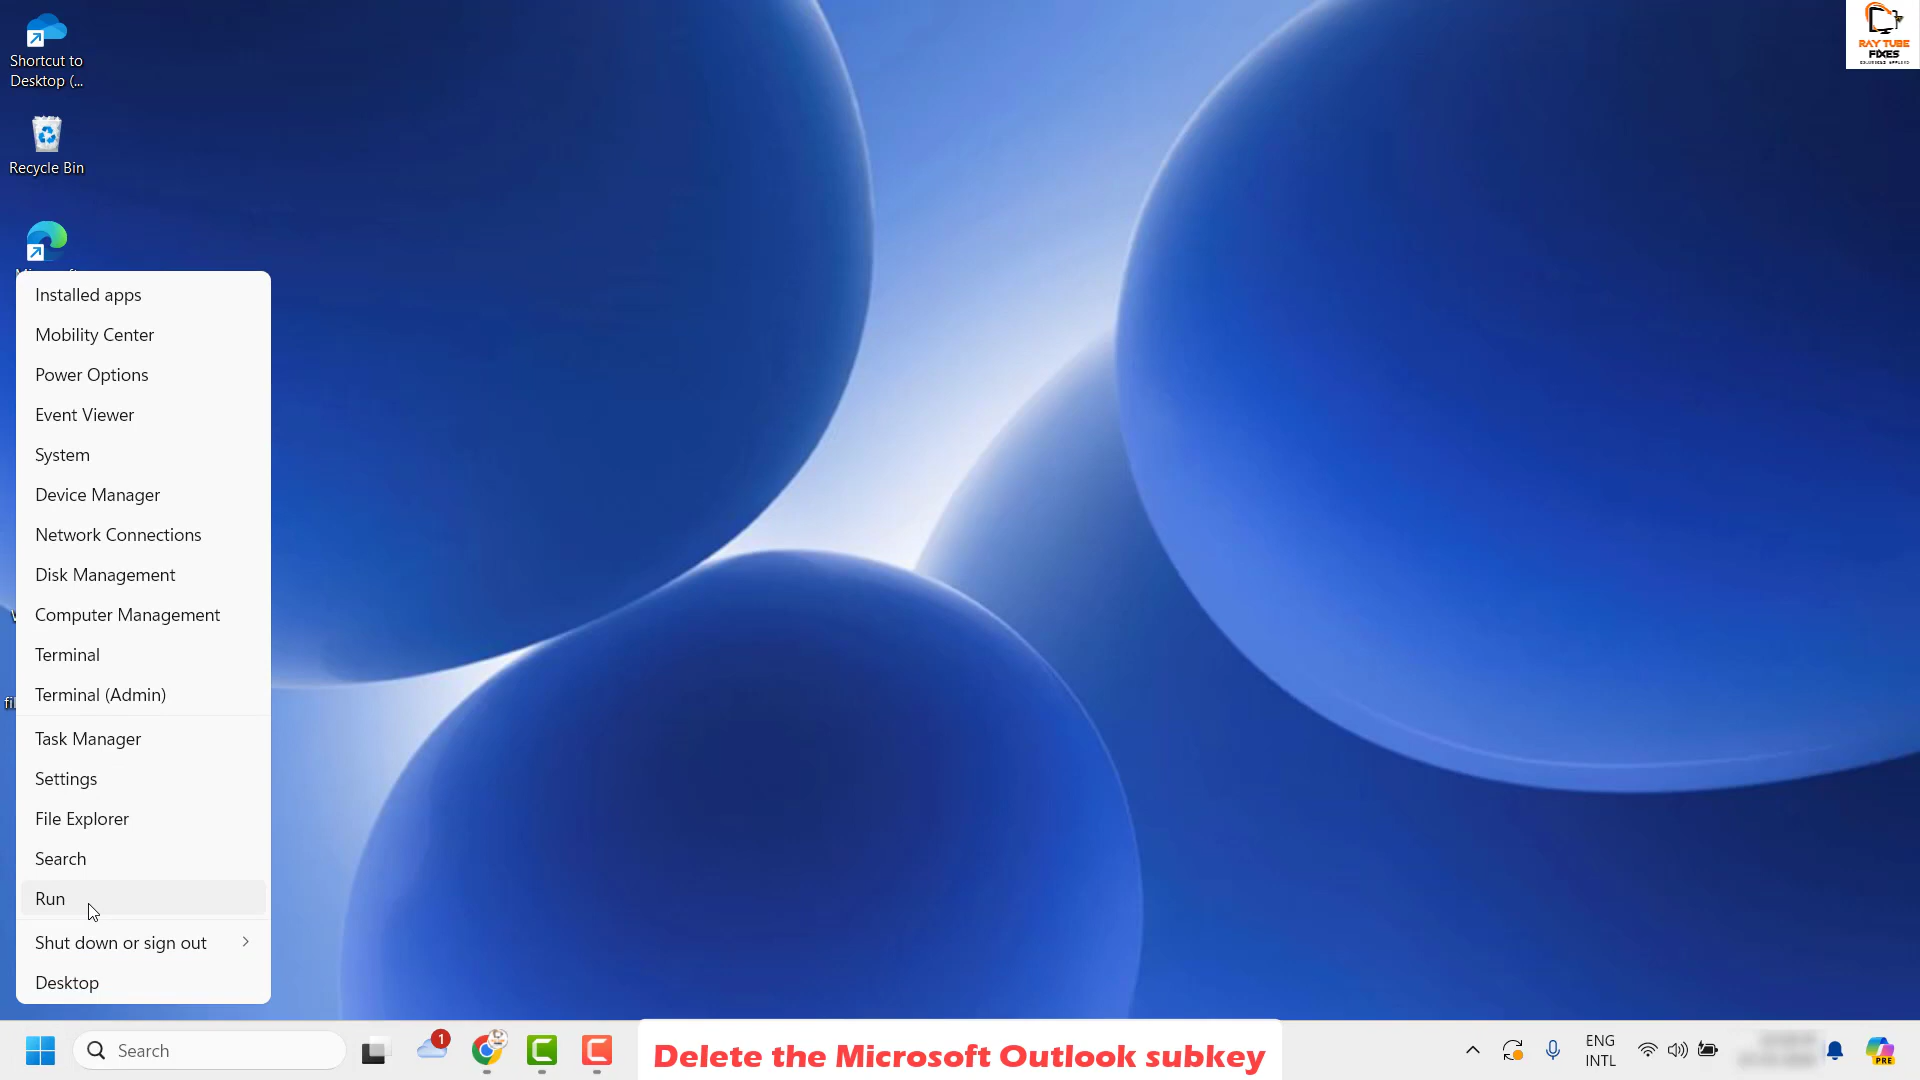 Shortcut to
Desktop (...
Recycle Bin
RAY TUBE
FIXES
Installed apps
Mobility Center
Power Options
Event Viewer
System
Device Manager
Network Connections
Disk Management
Computer Management
Terminal
Terminal (Admin)
Task Manager
Settings
File Explorer
Search
Run
Shut down or sign out
Desktop
Search
1
Delete the Microsoft Outlook subkey
ENG
INTL
PRE